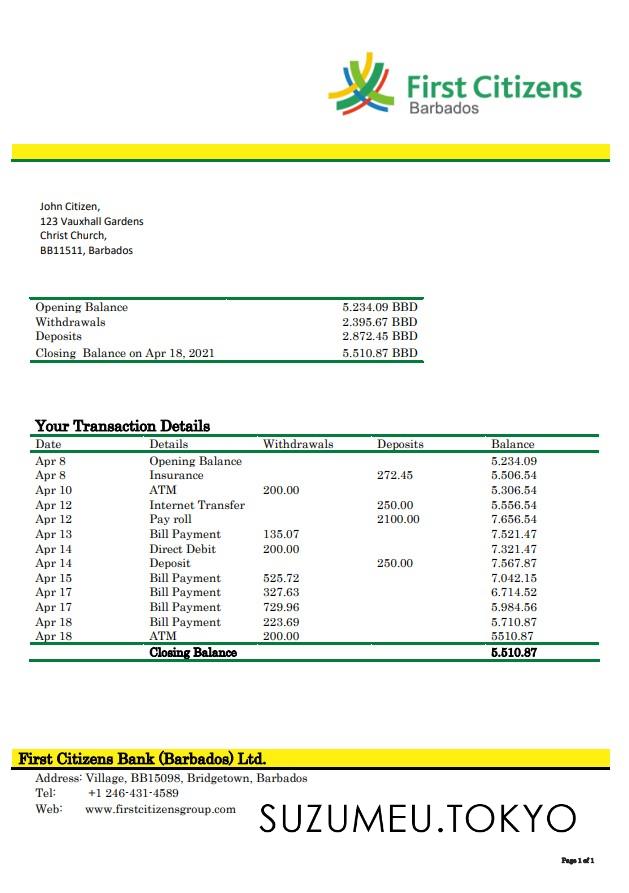 First Citizens
Barbados
John Citizen,
123 Vauxhall Gardens
Christ Church,
BB11511, Barbados
Opening Balance 5.234.09 BBD
Withdrawals 2.395.67 BBD
Deposits 2.872.45 BBD
Closing Balance on Apr 18, 2021 5.510.87 BBD
Your Transaction Details
Date Details Withdrawals Deposits Balance
Apr 8 Opening Balance 5.234.09
Apr 8 Insurance 272.45 5.506.54
Apr 10 ATM 200.00 5.306.54
Apr 12 Internet Transfer 250.00 5.556.54
Apr 12 Pay roll 2100.00 7.656.54
Apr 13 Bill Payment 135.07 7.521.47
Apr 14 Direct Debit 200.00 7.321.47
Apr 14 Deposit 250.00 7.567.87
Apr 15 Bill Payment 525.72 7.042.15
Apr 17 Bill Payment 327.63 6.714.52
Apr 17 Bill Payment 729.96 5.984.56
Apr 18 Bill Payment 223.69 5.710.87
Apr 18 ATM 200.00 5510.87
Closing Balance 5.510.87
First Citizens Bank (Barbados) Ltd.
Address: Village, BB15098, Bridgetown, Barbados
Tel: +1 246-431-4589
Web: www.firstcitizensgroup.com
SUZUMEU.TOKYO
Page 1 of 1